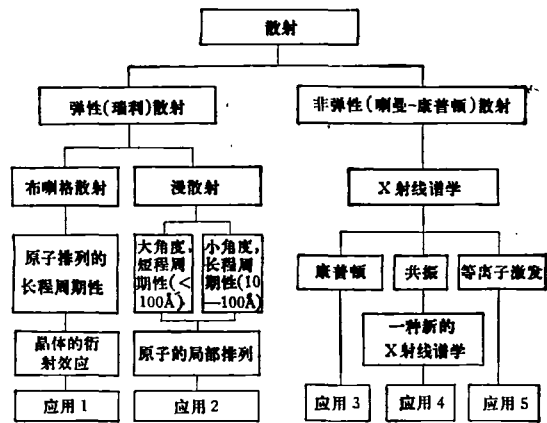 散射
弹性(瑞利)散射
非弹性(喇曼-康普顿)散射
布喇格散射
漫散射
X射线谱学
原子排列的
长程周期性
大角度，
短程周
期性(<
100Å)
小角度，
长程周
期性(10
—100Å)
康普顿
共振
等离子激发
晶体的衍
射效应
原子的局部排列
一种新的
X射线谱学
应用1
应用2
应用3
应用4
应用5